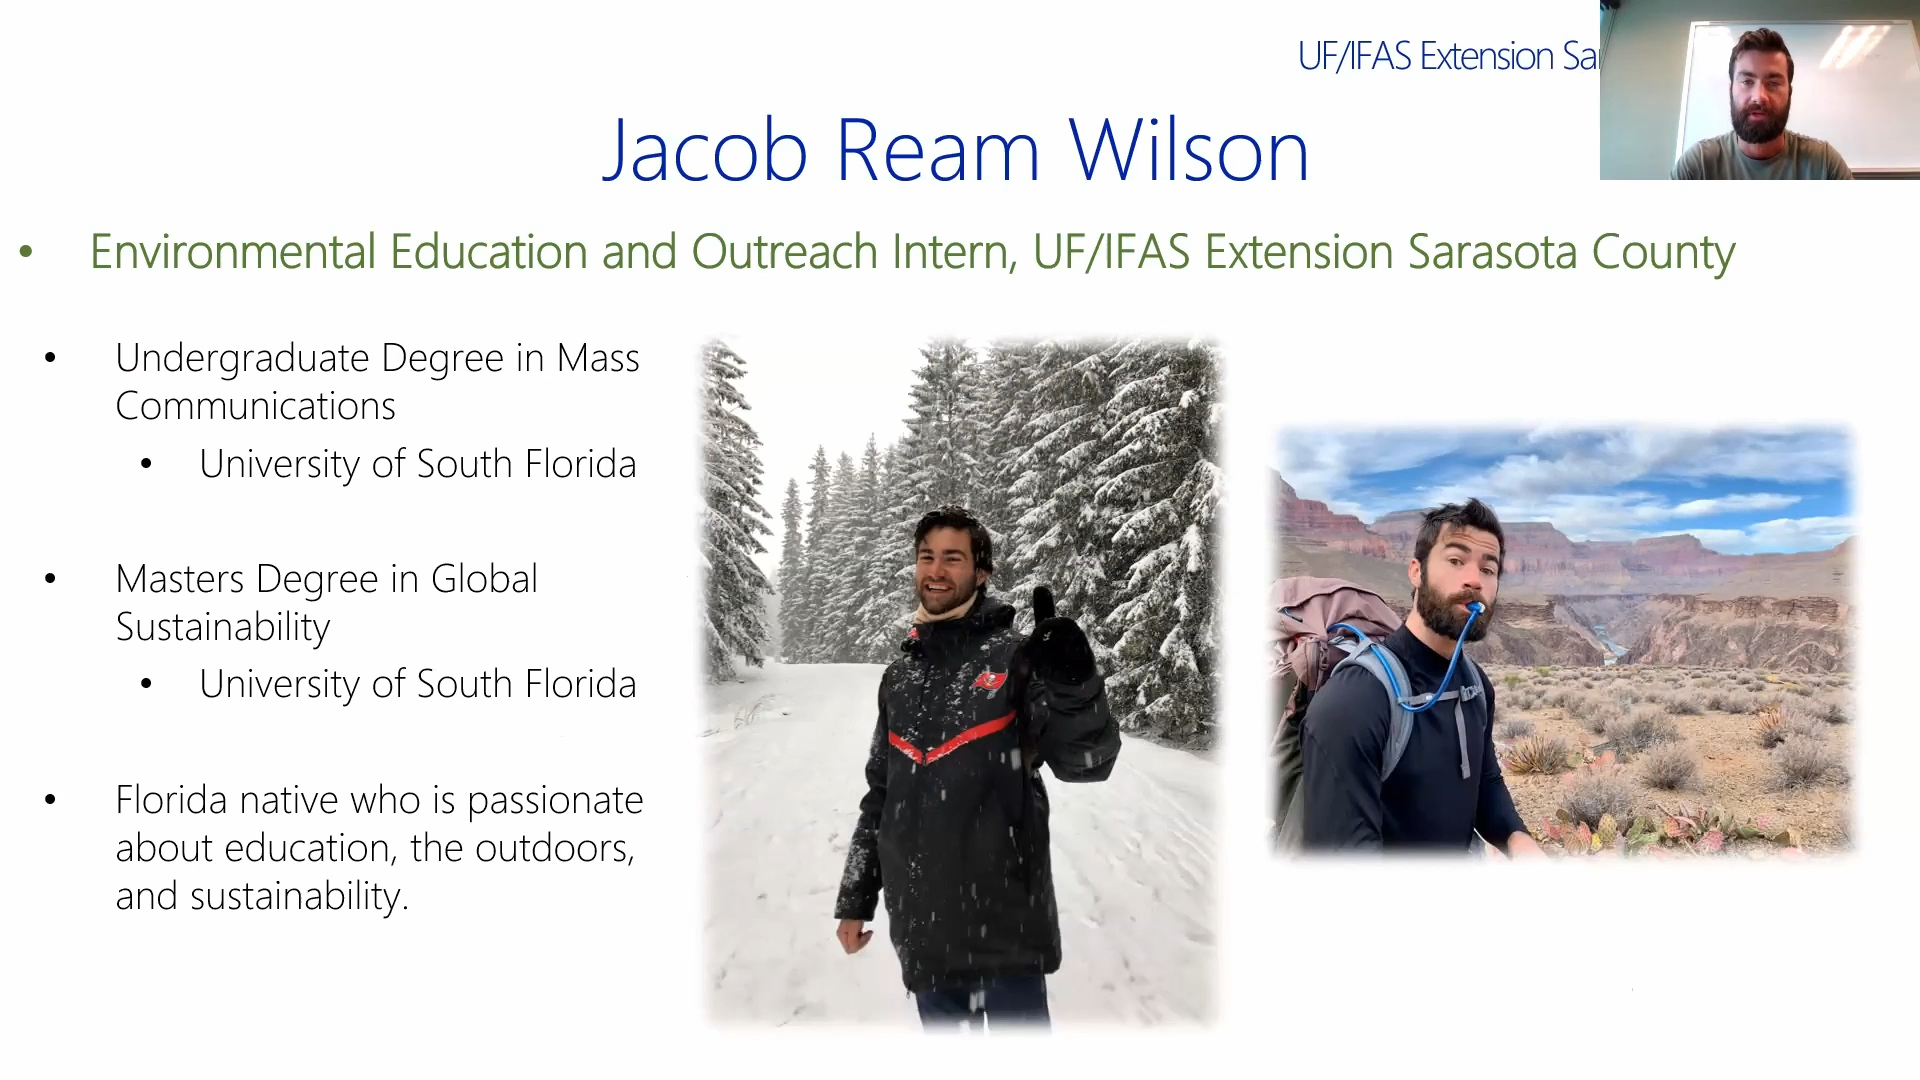 UF/IFAS Extension
Jacob Ream Wilson
• Environmental Education and Outreach Intern, UF/IFAS Extension Sarasota County
• Undergraduate Degree in Mass
Communications
• University of South Florida
• Masters Degree in Global
Sustainability
• University of South Florida
• Florida native who is passionate
about education, the outdoors,
and sustainability.